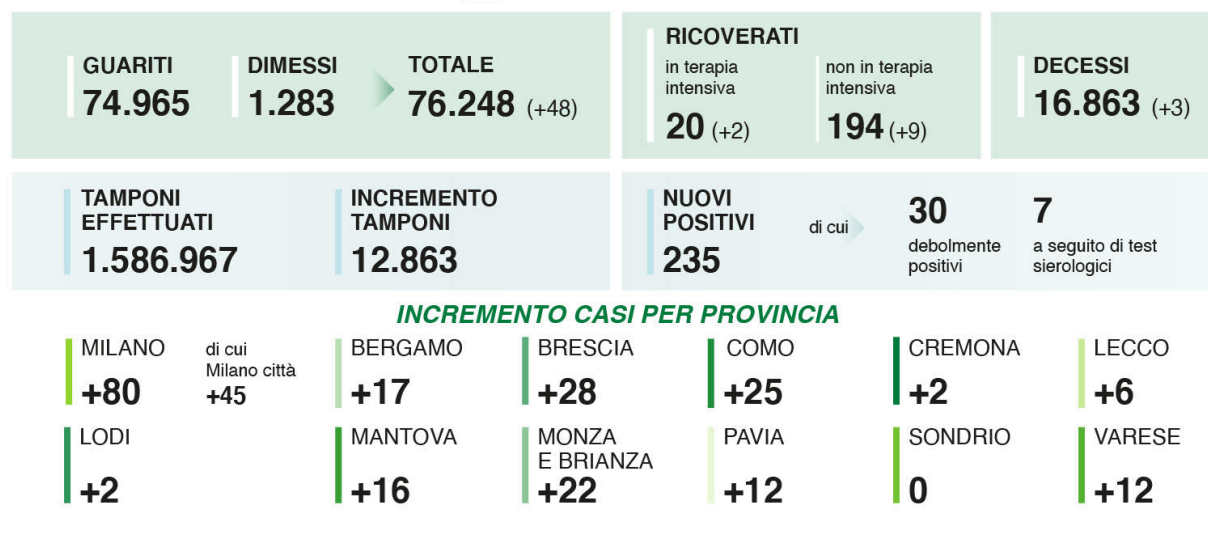 GUARITI
74.965
DIMESSI
1.283
TOTALE
76.248 (+48)
RICOVERATI
in terapia
intensiva
20 (+2)
non in terapia
intensiva
194 (+9)
DECESSI
16.863 (+3)
TAMPONI
EFFETTUATI
1.586.967
INCREMENTO
TAMPONI
12.863
NUOVI
POSITIVI
235
di cui
30
debolmente
positivi
7
a seguito di test
sierologici
INCREMENTO CASI PER PROVINCIA
MILANO
+80
di cui
Milano città
+45
BERGAMO
+17
BRESCIA
+28
COMO
+25
CREMONA
+2
LECCO
+6
LODI
+2
MANTOVA
+16
MONZA
E BRIANZA
+22
PAVIA
+12
SONDRIO
0
VARESE
+12